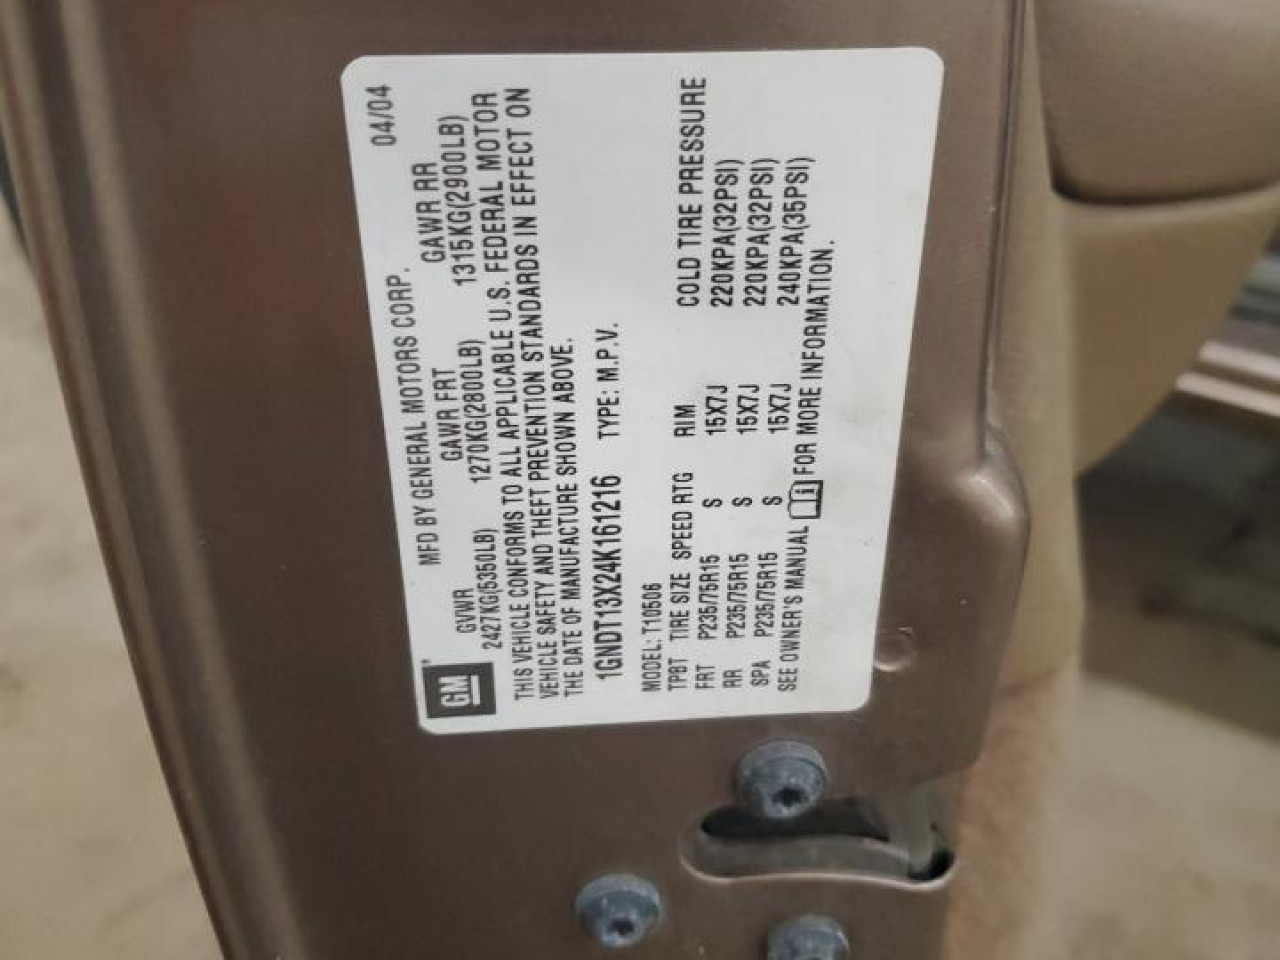 04/04
MFD BY GENERAL MOTORS CORP.
GVWR GAWR FRT GAWR RR
2427KG(5350LB) 1270KG(2800LB) 1315KG(2900LB)
GM
THIS VEHICLE CONFORMS TO ALL APPLICABLE U.S. FEDERAL MOTOR
VEHICLE SAFETY AND THEFT PREVENTION STANDARDS IN EFFECT ON
THE DATE OF MANUFACTURE SHOWN ABOVE.
1GNDT13X24K161216 TYPE: M.P.V.
MODEL: T10506
TPBT TIRE SIZE SPEED RTG RIM COLD TIRE PRESSURE
FRT P235/75R15 S 15X7J 220KPA(32PSI)
RR P235/75R15 S 15X7J 220KPA(32PSI)
SPA P235/75R15 S 15X7J 240KPA(35PSI)
SEE OWNER'S MANUAL FOR MORE INFORMATION.